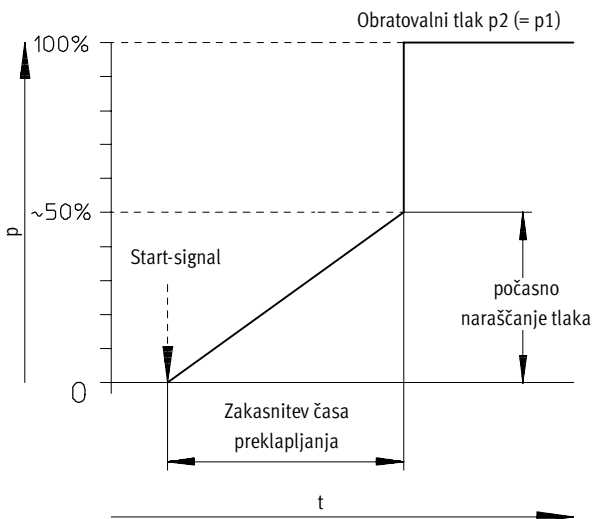 Obratovalni tlak p2 (= p1)
100%
~50%
p
Start-signal
počasno
naraščanje tlaka
0
Zakasnitev časa
preklapljanja
t